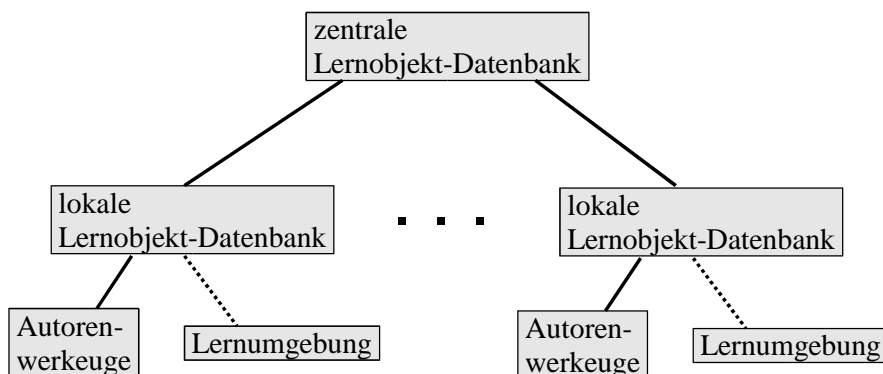 zentrale
Lernobjekt-Datenbank
lokale
Lernobjekt-Datenbank
lokale
Lernobjekt-Datenbank
Autoren-
werkeuge
Lernumgebung
Autoren-
werkeuge
Lernumgebung